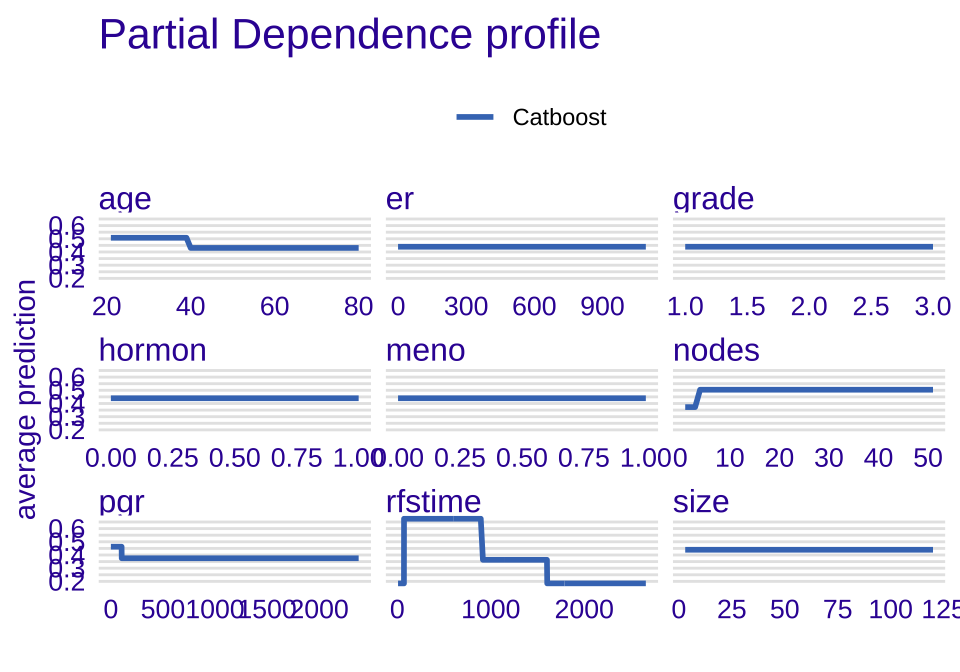 Partial Dependence profile
Catboost
age er grade
0.6
0.5
0.4
0.3
0.2
20 40 60 80 0 300 600 900 1.0 1.5 2.0 2.5 3.0
hormon meno nodes
0.6
0.5
0.4
0.3
0.2
0.00 0.25 0.50 0.75 1.00 0.00 0.25 0.50 0.75 1.00 0 10 20 30 40 50
average prediction
pgr rfstime size
0.6
0.5
0.4
0.3
0.2
0 500 1000 1500 2000 0 1000 2000 0 25 50 75 100 125